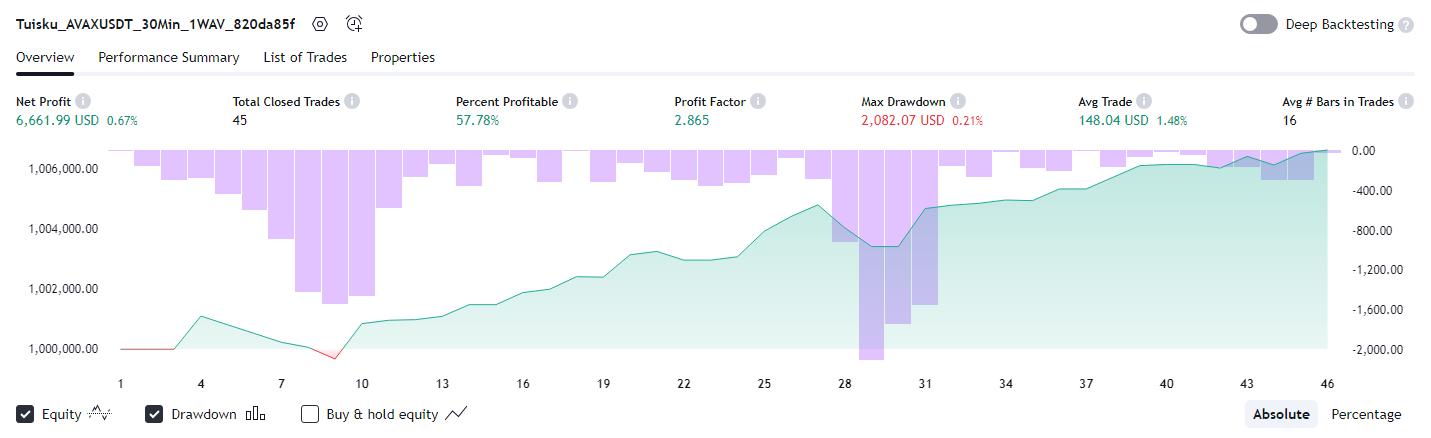 Tuisku_AVAXUSDT_30Min_1WAV_820da85f
Deep Backtesting ?
Overview Performance Summary List of Trades Properties
Net Profit i Total Closed Trades i Percent Profitable i Profit Factor i Max Drawdown i Avg Trade i Avg # Bars in Trades i
6,661.99 USD 0.67% 45 57.78% 2.865 2,082.07 USD 0.21% 148.04 USD 1.48% 16
1,006,000.00
1,004,000.00
1,002,000.00
1,000,000.00
0.00
-400.00
-800.00
-1,200.00
-1,600.00
-2,000.00
1 4 7 10 13 16 19 22 25 28 31 34 37 40 43 46
Equity Drawdown Buy & hold equity Absolute Percentage